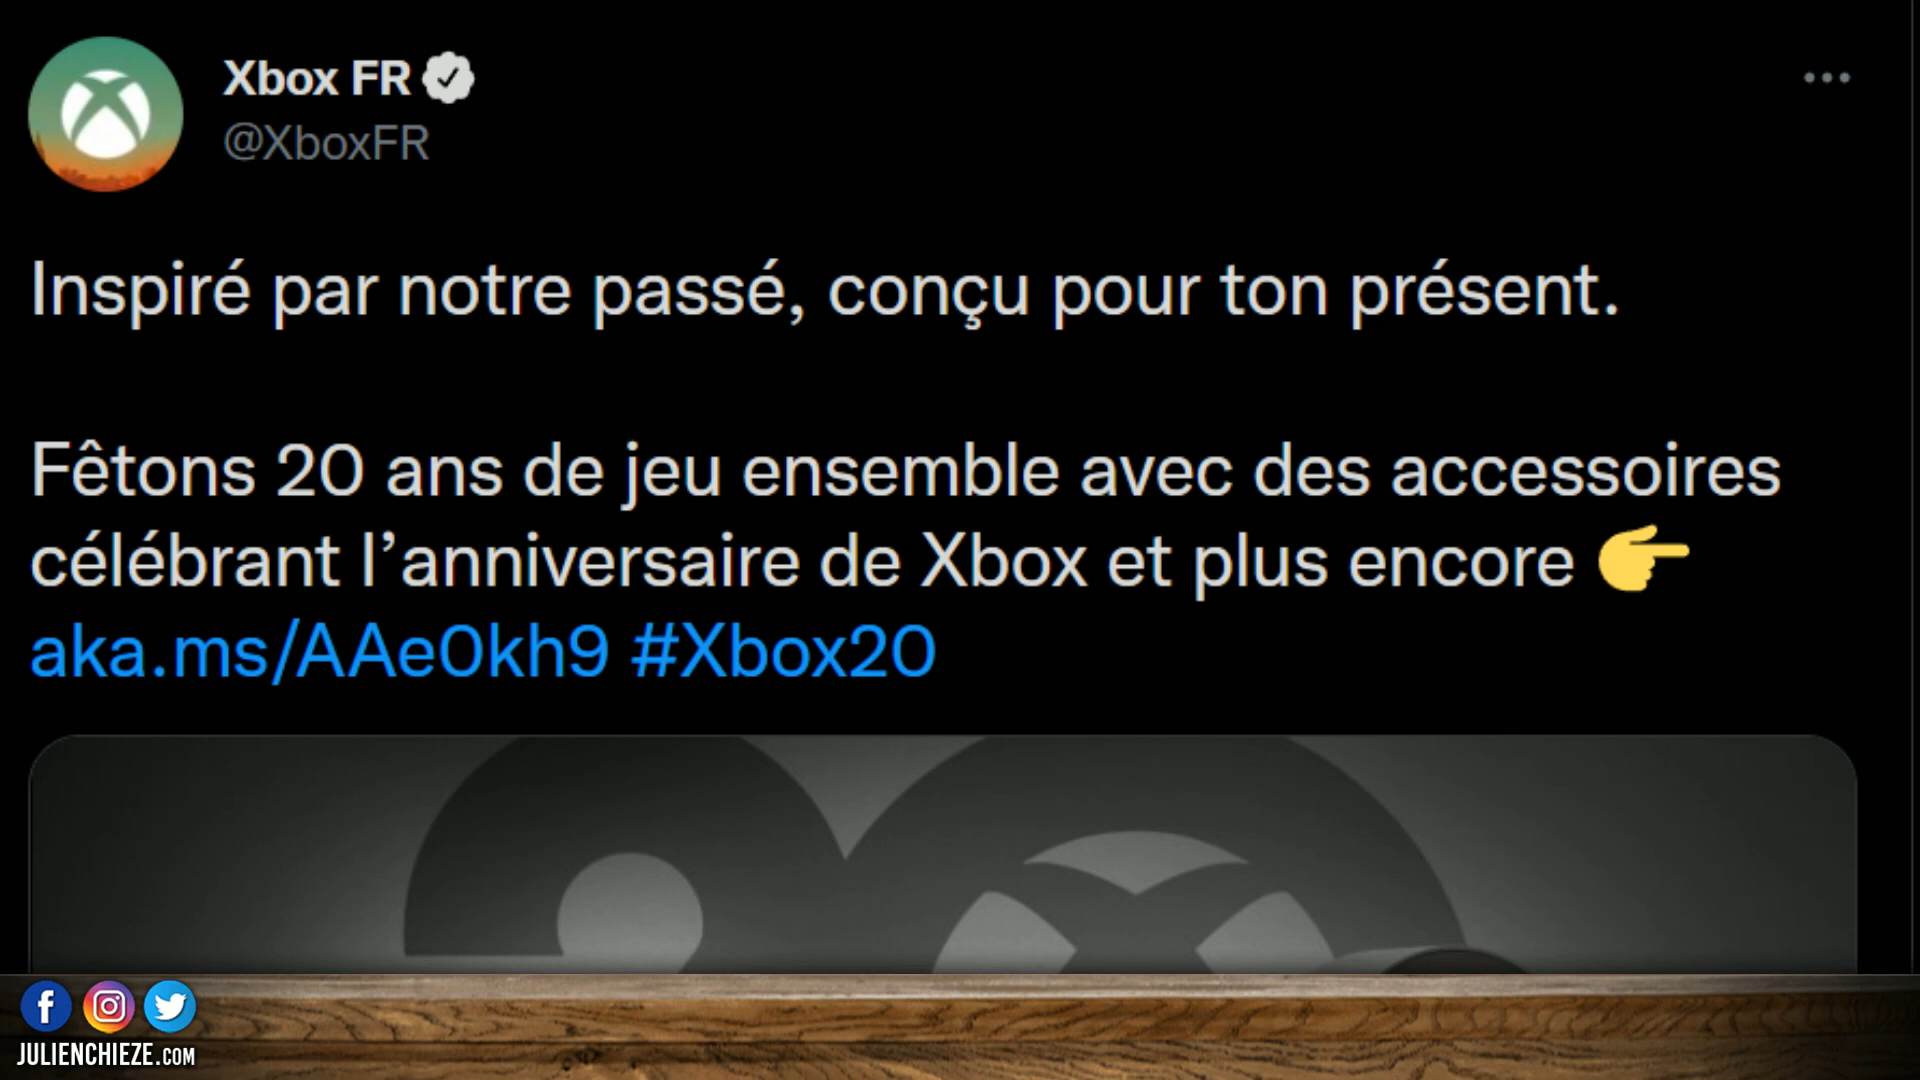 Xbox FR
@XboxFR
Inspiré par notre passé, conçu pour ton présent.
Fêtons 20 ans de jeu ensemble avec des accessoires
célébrant l’anniversaire de Xbox et plus encore 👉
aka.ms/AAe0kh9 #Xbox20
JULIENCHIEZE.COM